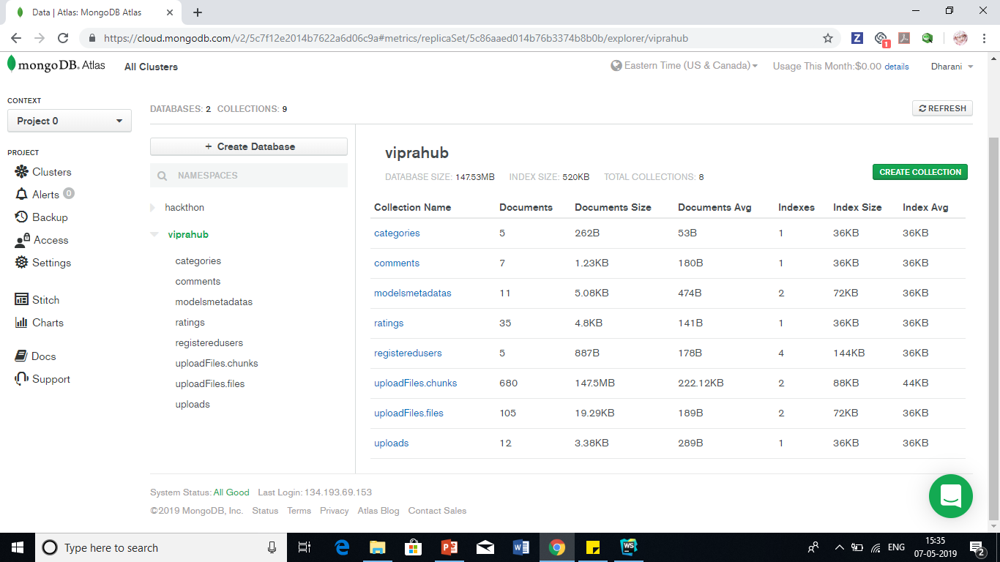 Data | Atlas: MongoDB Atlas
https://cloud.mongodb.com/v2/5c7f12e2014b7622a6d06c9a#metrics/replicaSet/5c86aaed014b76b3374b8b0b/explorer/viprahub
Z
1
mongoDB. Atlas All Clusters Eastern Time (US & Canada) Usage This Month:$0.00 details Dharani
CONTEXT
Project 0
PROJECT
Clusters
Alerts 0
Backup
Access
Settings
Stitch
Charts
Docs
Support
DATABASES: 2 COLLECTIONS: 9
REFRESH
+ Create Database
NAMESPACES
hackthon
viprahub
categories
comments
modelsmetadatas
ratings
registeredusers
uploadFiles.chunks
uploadFiles.files
uploads
viprahub
DATABASE SIZE: 147.53MB INDEX SIZE: 520KB TOTAL COLLECTIONS: 8
CREATE COLLECTION
Collection Name Documents Documents Size Documents Avg Indexes Index Size Index Avg
categories 5 262B 53B 1 36KB 36KB
comments 7 1.23KB 180B 1 36KB 36KB
modelsmetadatas 11 5.08KB 474B 2 72KB 36KB
ratings 35 4.8KB 141B 1 36KB 36KB
registeredusers 5 887B 178B 4 144KB 36KB
uploadFiles.chunks 680 147.5MB 222.12KB 2 88KB 44KB
uploadFiles.files 105 19.29KB 189B 2 72KB 36KB
uploads 12 3.38KB 289B 1 36KB 36KB
System Status: All Good Last Login: 134.193.69.153
©2019 MongoDB, Inc. Status Terms Privacy Atlas Blog Contact Sales
Type here to search
ENG
15:35
07-05-2019
2